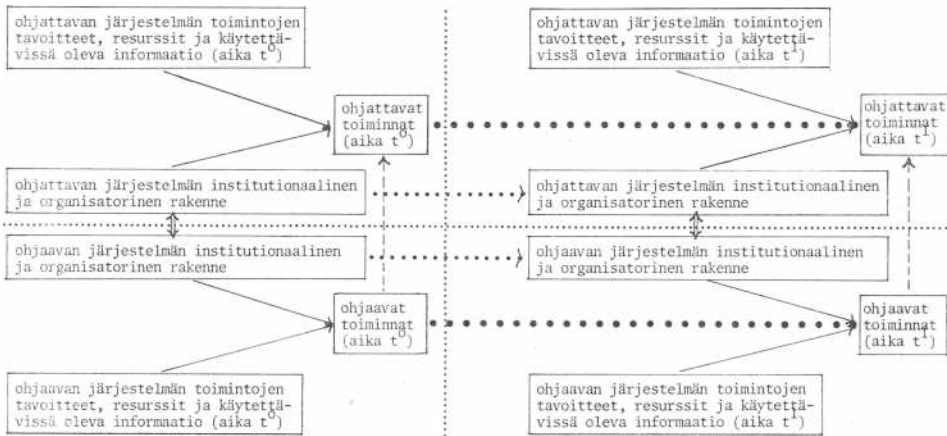 ohjattavan järjestelmän toimintojen
tavoitteet, resurssit ja käytettä-
vissä oleva informaatio (aika t⁰)
ohjattavan järjestelmän toimintojen
tavoitteet, resurssit ja käytettä-
vissä oleva informaatio (aika t¹)
ohjattavat
toiminnat
(aika t⁰)
ohjattavat
toiminnat
(aika t¹)
ohjattavan järjestelmän institutionaalinen
ja organisatorinen rakenne
ohjattavan järjestelmän institutionaalinen
ja organisatorinen rakenne
ohjaavan järjestelmän institutionaalinen
ja organisatorinen rakenne
ohjaavan järjestelmän institutionaalinen
ja organisatorinen rakenne
ohjaavat
toiminnat
(aika t⁰)
ohjaavat
toiminnat
(aika t¹)
ohjaavan järjestelmän toimintojen
tavoitteet, resurssit ja käytettä-
vissä oleva informaatio (aika t⁰)
ohjaavan järjestelmän toimintojen
tavoitteet, resurssit ja käytettä-
vissä oleva informaatio (aika t¹)